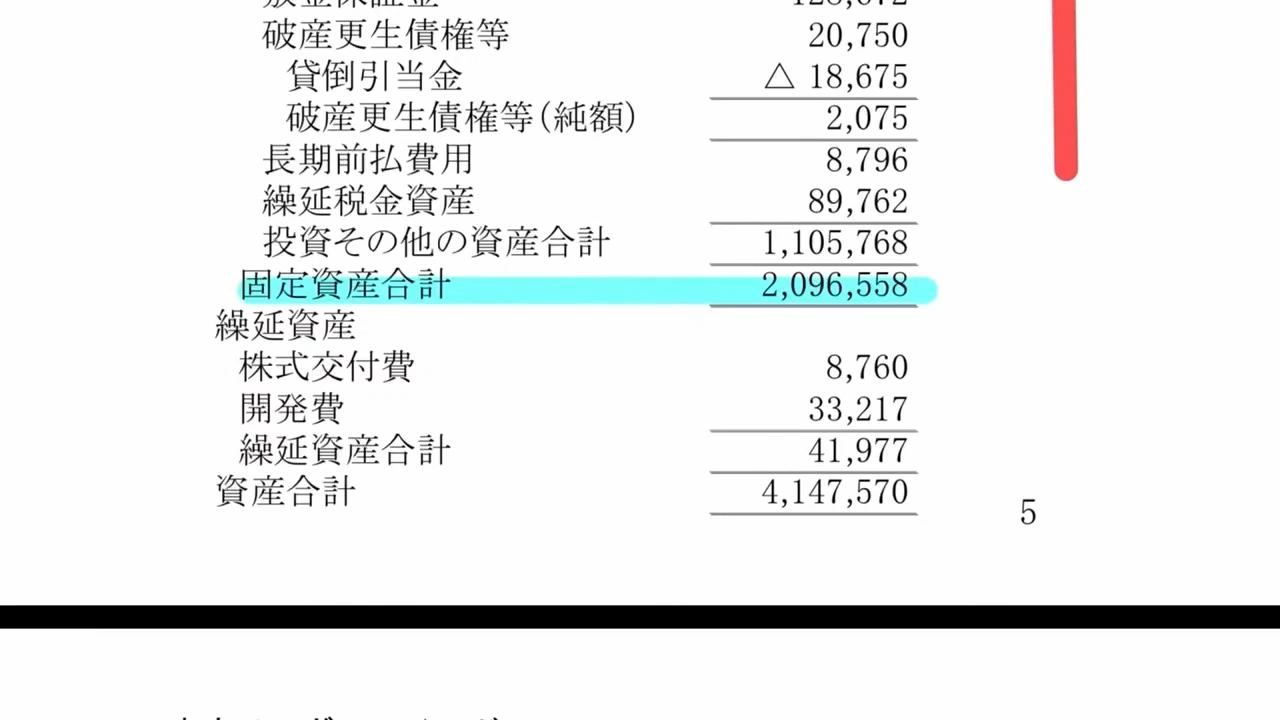 破産更生債権等 20,750
貸倒引当金 △ 18,675
破産更生債権等(純額) 2,075
長期前払費用 8,796
繰延税金資産 89,762
投資その他の資産合計 1,105,768
固定資産合計 2,096,558
繰延資産
株式交付費 8,760
開発費 33,217
繰延資産合計 41,977
資産合計 4,147,570
5